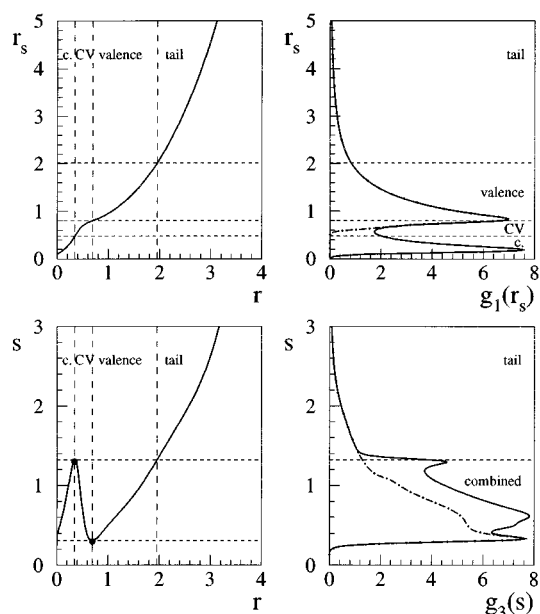 r_s
5
4
3
2
1
0
c. CV valence
tail
0 1 2 3 4
r
r_s
5
4
3
2
1
0
tail
valence
CV
c.
0 2 4 6 8
g_1(r_s)
s
3
2
1
0
c. CV valence
tail
0 1 2 3 4
r
s
3
2
1
0
tail
combined
0 2 4 6 8
g_3(s)